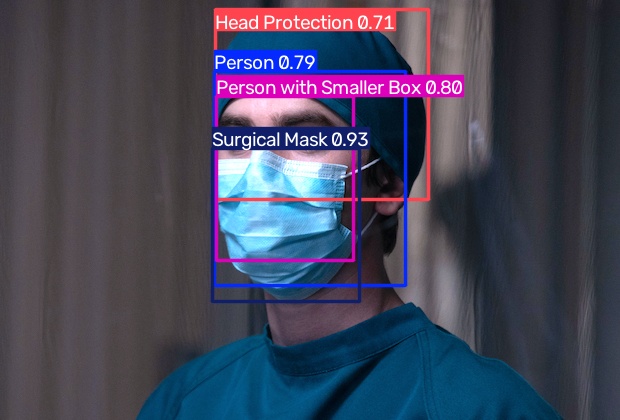 Head Protection 0.71
Person 0.79
Person with Smaller Box 0.80
Surgical Mask 0.93